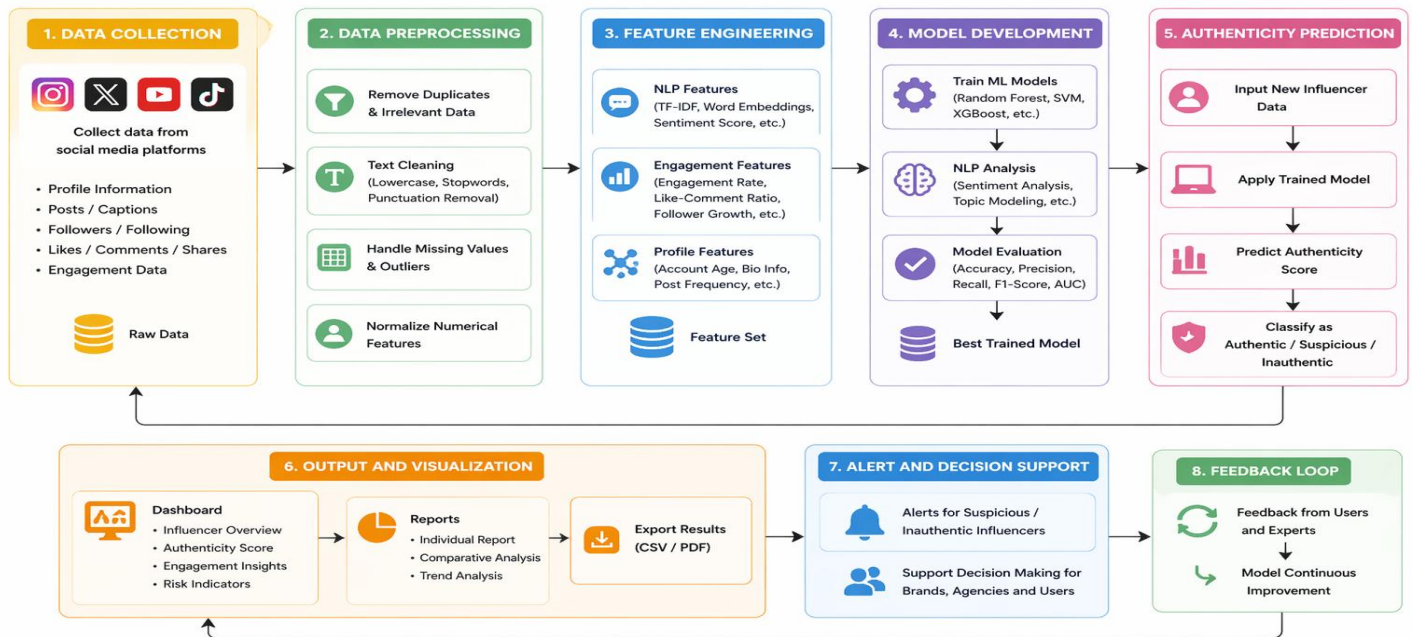 1. DATA COLLECTION
Collect data from
social media platforms
• Profile Information
• Posts / Captions
• Followers / Following
• Likes / Comments / Shares
• Engagement Data
Raw Data
2. DATA PREPROCESSING
Remove Duplicates
& Irrelevant Data
Text Cleaning
(Lowercase, Stopwords,
Punctuation Removal)
Handle Missing Values
& Outliers
Normalize Numerical
Features
3. FEATURE ENGINEERING
NLP Features
(TF-IDF, Word Embeddings,
Sentiment Score, etc.)
Engagement Features
(Engagement Rate,
Like-Comment Ratio,
Follower Growth, etc.)
Profile Features
(Account Age, Bio Info,
Post Frequency, etc.)
Feature Set
4. MODEL DEVELOPMENT
Train ML Models
(Random Forest, SVM,
XGBoost, etc.)
NLP Analysis
(Sentiment Analysis,
Topic Modeling, etc.)
Model Evaluation
(Accuracy, Precision,
Recall, F1-Score, AUC)
Best Trained Model
5. AUTHENTICITY PREDICTION
Input New Influencer
Data
Apply Trained Model
Predict Authenticity
Score
Classify as
Authentic / Suspicious /
Inauthentic
6. OUTPUT AND VISUALIZATION
Dashboard
• Influencer Overview
• Authenticity Score
• Engagement Insights
• Risk Indicators
Reports
• Individual Report
• Comparative Analysis
• Trend Analysis
Export Results
(CSV / PDF)
7. ALERT AND DECISION SUPPORT
Alerts for Suspicious /
Inauthentic Influencers
Support Decision Making for
Brands, Agencies and Users
8. FEEDBACK LOOP
Feedback from Users
and Experts
Model Continuous
Improvement